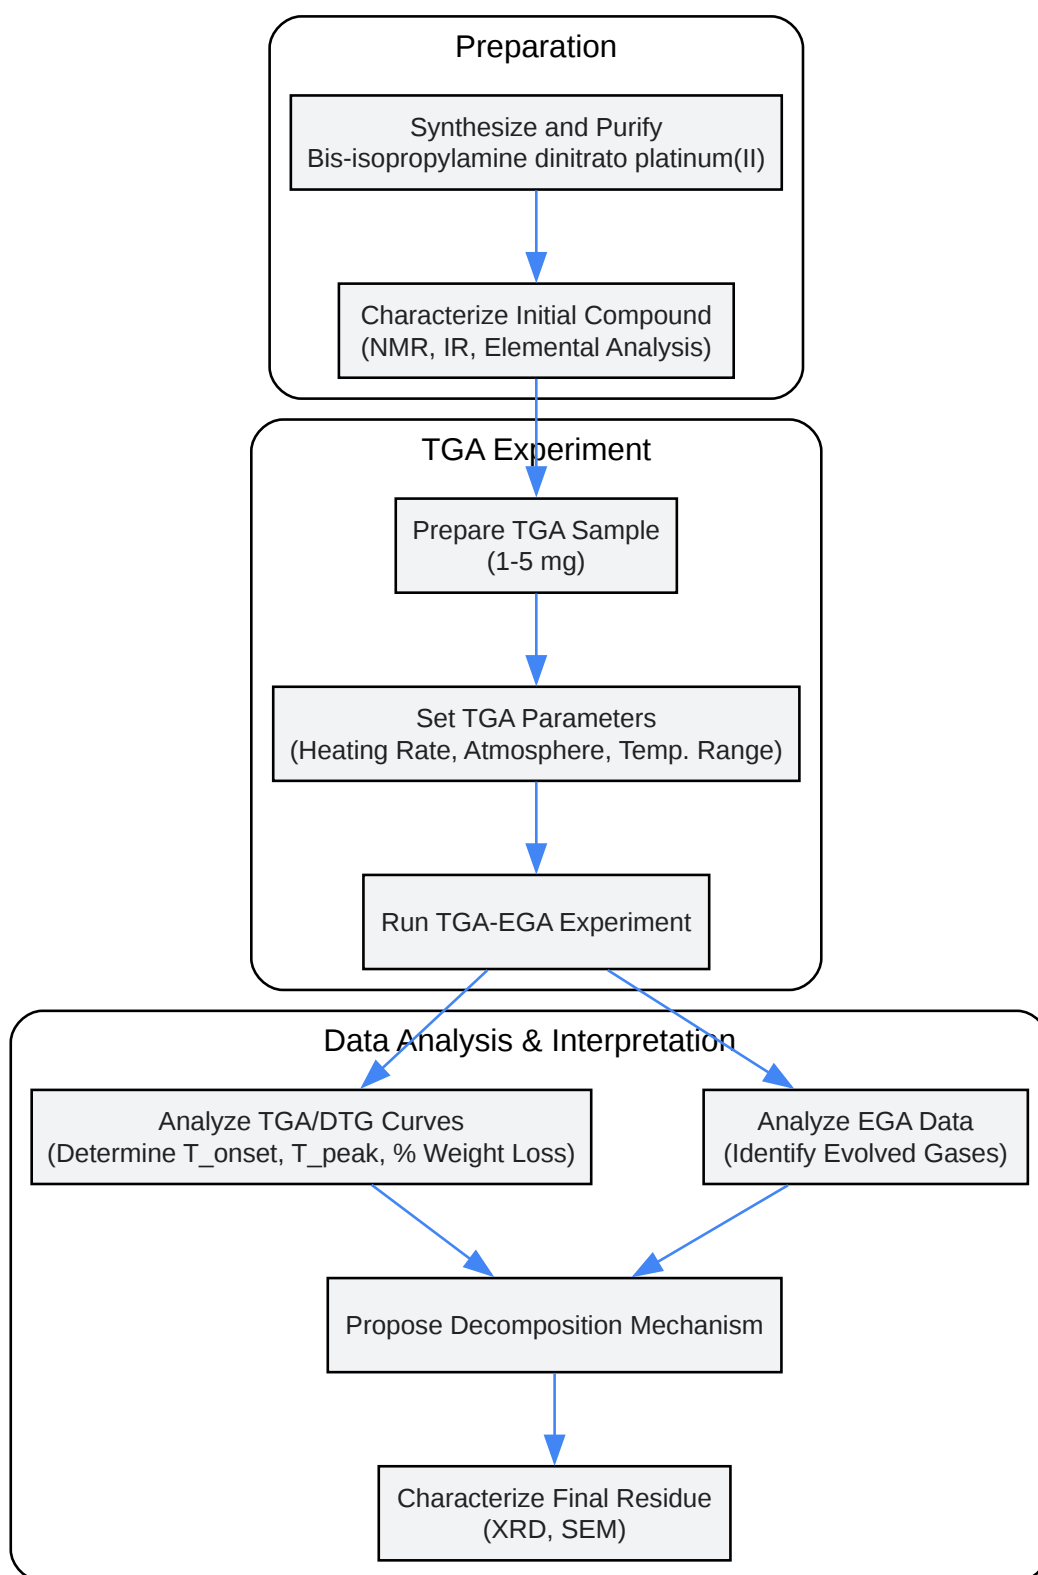 Preparation
Synthesize and Purify
Bis-isopropylamine dinitrato platinum(II)
Characterize Initial Compound
(NMR, IR, Elemental Analysis)
TGA Experiment
Prepare TGA Sample
(1-5 mg)
Set TGA Parameters
(Heating Rate, Atmosphere, Temp. Range)
Run TGA-EGA Experiment
Data Analysis & Interpretation
Analyze TGA/DTG Curves
(Determine T_onset, T_peak, % Weight Loss)
Analyze EGA Data
(Identify Evolved Gases)
Propose Decomposition Mechanism
Characterize Final Residue
(XRD, SEM)